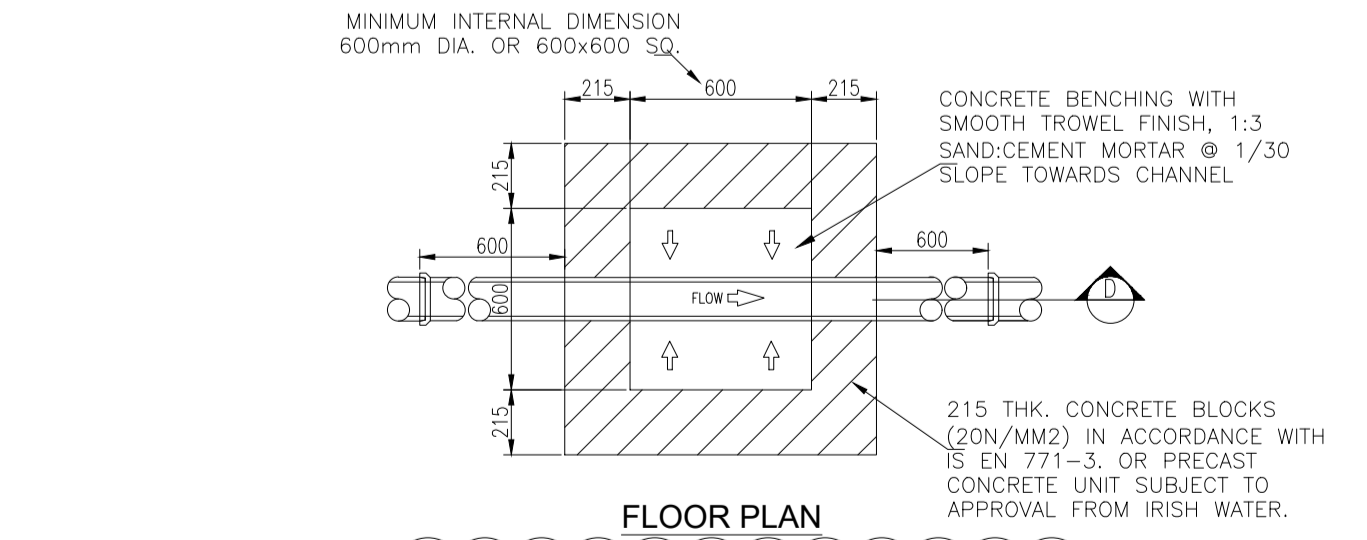 MINIMUM INTERNAL DIMENSION
600mm DIA. OR 600x600 SQ.
215
600
215
CONCRETE BENCHING WITH
SMOOTH TROWEL FINISH, 1:3
SAND:CEMENT MORTAR @ 1/30
SLOPE TOWARDS CHANNEL
215
600
600
600
FLOW
D
215
215 THK. CONCRETE BLOCKS
(20N/MM2) IN ACCORDANCE WITH
IS EN 771-3. OR PRECAST
CONCRETE UNIT SUBJECT TO
APPROVAL FROM IRISH WATER.
FLOOR PLAN